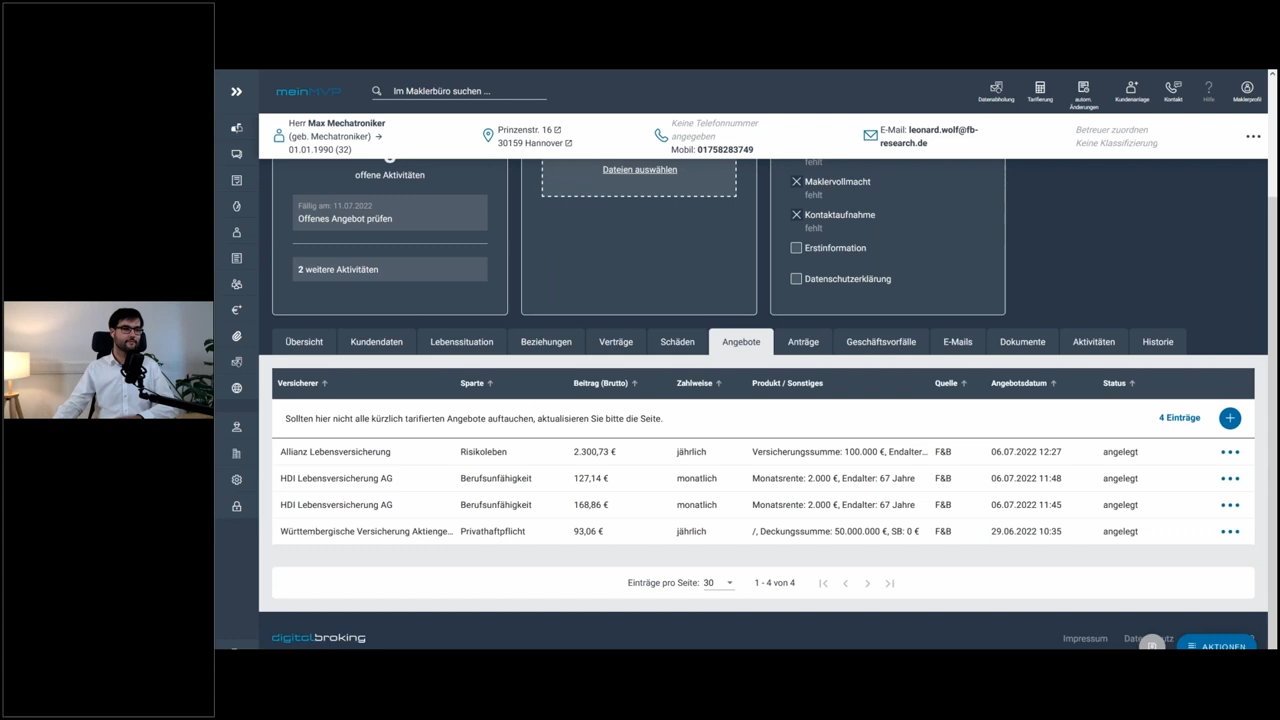 meinMVP
Im Maklerbüro suchen ...
Datenabholung
Tarifierung
autom. Änderungen
Kundenanlage
Kontakt
Hilfe
Maklerprofil
Herr Max Mechatroniker
(geb. Mechatroniker)
01.01.1990 (32)
Prinzenstr. 16
30159 Hannover
Keine Telefonnummer
angegeben
Mobil: 01758283749
E-Mail: leonard.wolf@fb-
research.de
Betreuer zuordnen
Keine Klassifizierung
offene Aktivitäten
Fällig am: 11.07.2022
Offenes Angebot prüfen
2 weitere Aktivitäten
Dateien auswählen
fehlt
Maklervollmacht
fehlt
Kontaktaufnahme
fehlt
Erstinformation
Datenschutzerklärung
Übersicht Kundendaten Lebenssituation Beziehungen Verträge Schäden Angebote Anträge Geschäftsvorfälle E-Mails Dokumente Aktivitäten Historie
Versicherer Sparte Beitrag (Brutto) Zahlweise Produkt / Sonstiges Quelle Angebotsdatum Status
Sollten hier nicht alle kürzlich tarifierten Angebote auftauchen, aktualisieren Sie bitte die Seite. 4 Einträge
Allianz Lebensversicherung Risikoleben 2.300,73 € jährlich Versicherungssumme: 100.000 €, Endalter... F&B 06.07.2022 12:27 angelegt
HDI Lebensversicherung AG Berufsunfähigkeit 127,14 € monatlich Monatsrente: 2.000 €, Endalter: 67 Jahre F&B 06.07.2022 11:48 angelegt
HDI Lebensversicherung AG Berufsunfähigkeit 168,86 € monatlich Monatsrente: 2.000 €, Endalter: 67 Jahre F&B 06.07.2022 11:45 angelegt
Württembergische Versicherung Aktienge... Privathaftpflicht 93,06 € jährlich /, Deckungssumme: 50.000.000 €, SB: 0 € F&B 29.06.2022 10:35 angelegt
Einträge pro Seite: 30 1 - 4 von 4
digitalbroking
Impressum
AKTIONEN